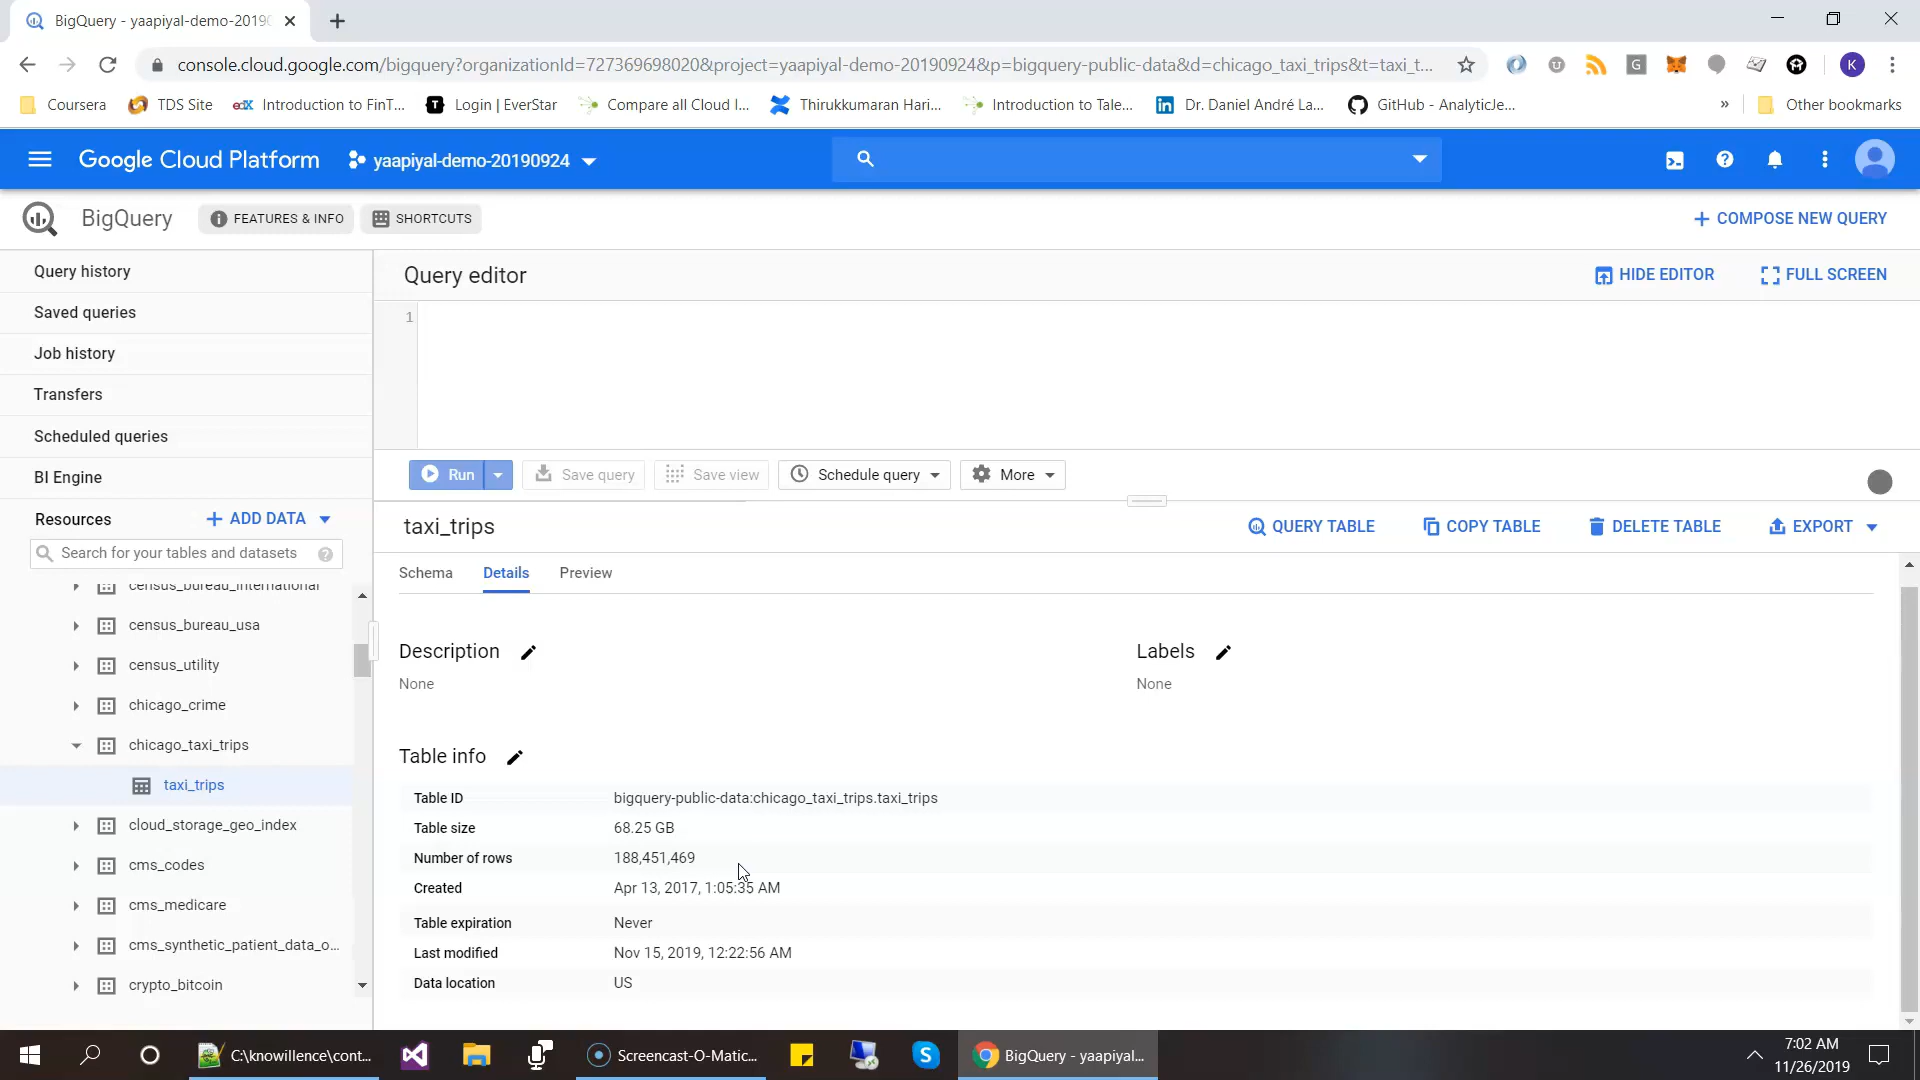 BigQuery - yaapiyal-demo-2019
console.cloud.google.com/bigquery?organizationId=727369698020&project=yaapiyal-demo-20190924&p=bigquery-public-data&d=chicago_taxi_trips&t=taxi_t...
K
Coursera
TDS Site
edX
Introduction to FinT...
T
Login | EverStar
Compare all Cloud I...
Thirukkumaran Hari...
Introduction to Tale...
in
Dr. Daniel André La...
GitHub - AnalyticJe...
»
Other bookmarks
Google Cloud Platform
yaapiyal-demo-20190924
BigQuery
FEATURES & INFO
SHORTCUTS
+ COMPOSE NEW QUERY
Query history
Saved queries
Job history
Transfers
Scheduled queries
BI Engine
Resources
+ ADD DATA
Search for your tables and datasets
census_bureau_international
census_bureau_usa
census_utility
chicago_crime
chicago_taxi_trips
taxi_trips
cloud_storage_geo_index
cms_codes
cms_medicare
cms_synthetic_patient_data_o...
crypto_bitcoin
Query editor
HIDE EDITOR
FULL SCREEN
1
Run
Save query
Save view
Schedule query
More
taxi_trips
QUERY TABLE
COPY TABLE
DELETE TABLE
EXPORT
Schema
Details
Preview
Description
None
Labels
None
Table info
Table ID
bigquery-public-data:chicago_taxi_trips.taxi_trips
Table size
68.25 GB
Number of rows
188,451,469
Created
Apr 13, 2017, 1:05:35 AM
Table expiration
Never
Last modified
Nov 15, 2019, 12:22:56 AM
Data location
US
C:\knowillence\cont...
Screencast-O-Matic...
BigQuery - yaapiyal...
7:02 AM
11/26/2019